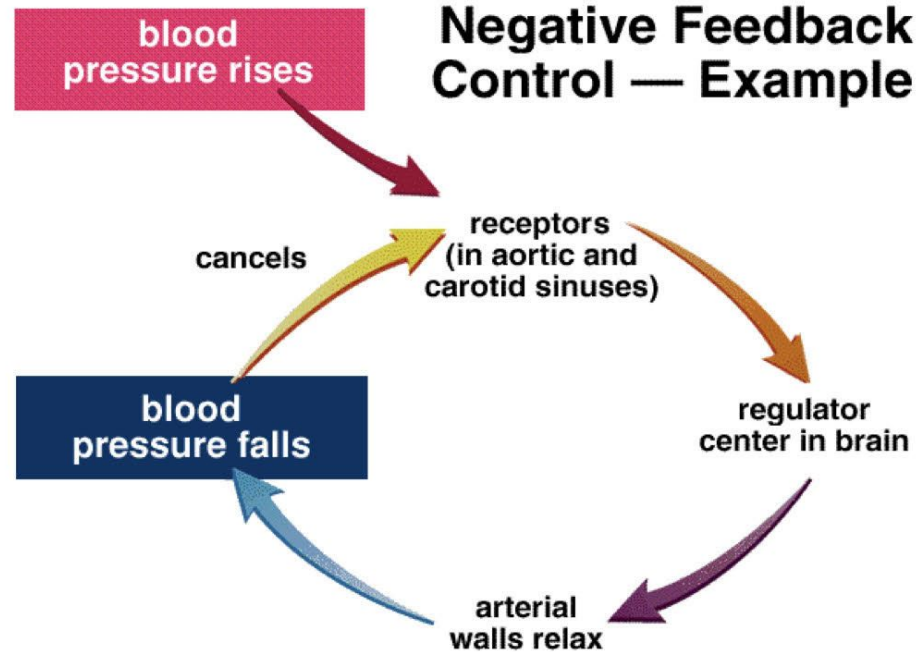 Negative Feedback
Control — Example
blood
pressure rises
receptors
(in aortic and
carotid sinuses)
cancels
regulator
center in brain
blood
pressure falls
arterial
walls relax